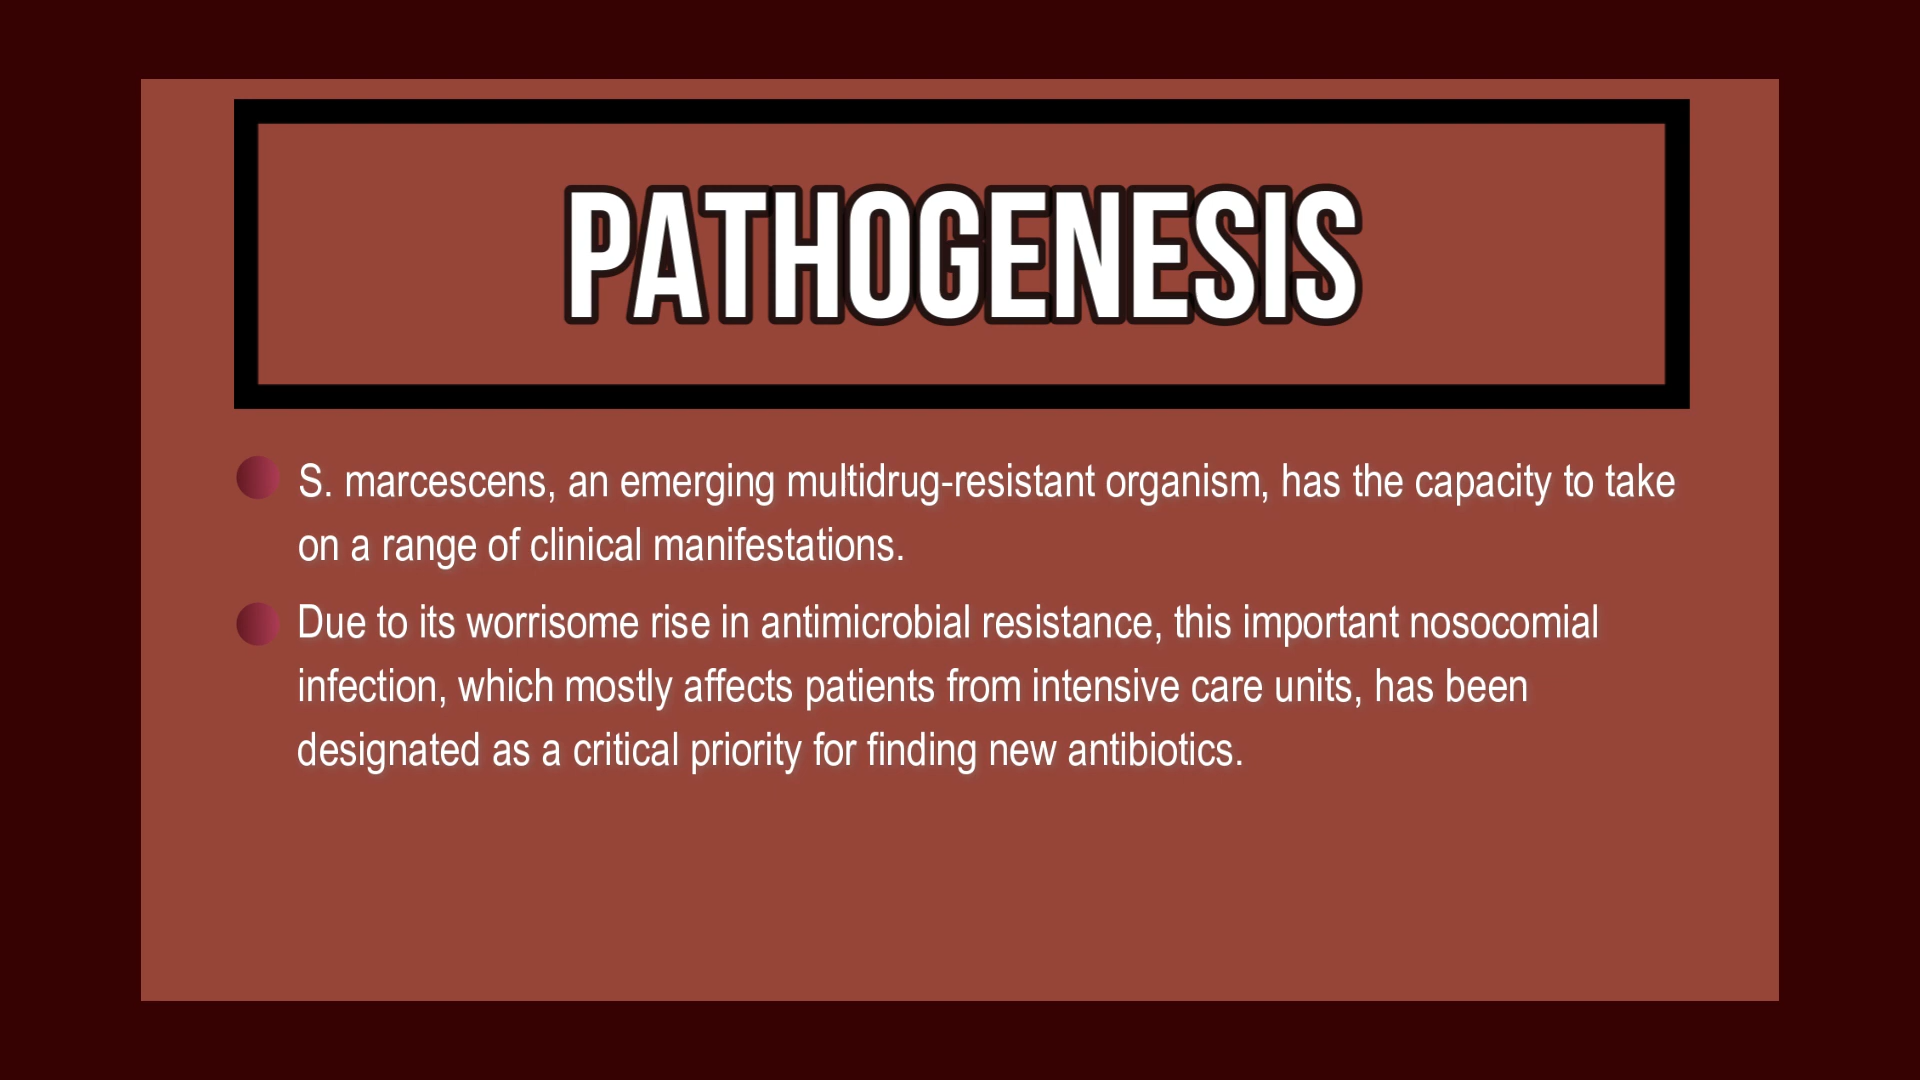 PATHOGENESIS
S. marcescens, an emerging multidrug-resistant organism, has the capacity to take
on a range of clinical manifestations.
Due to its worrisome rise in antimicrobial resistance, this important nosocomial
infection, which mostly affects patients from intensive care units, has been
designated as a critical priority for finding new antibiotics.